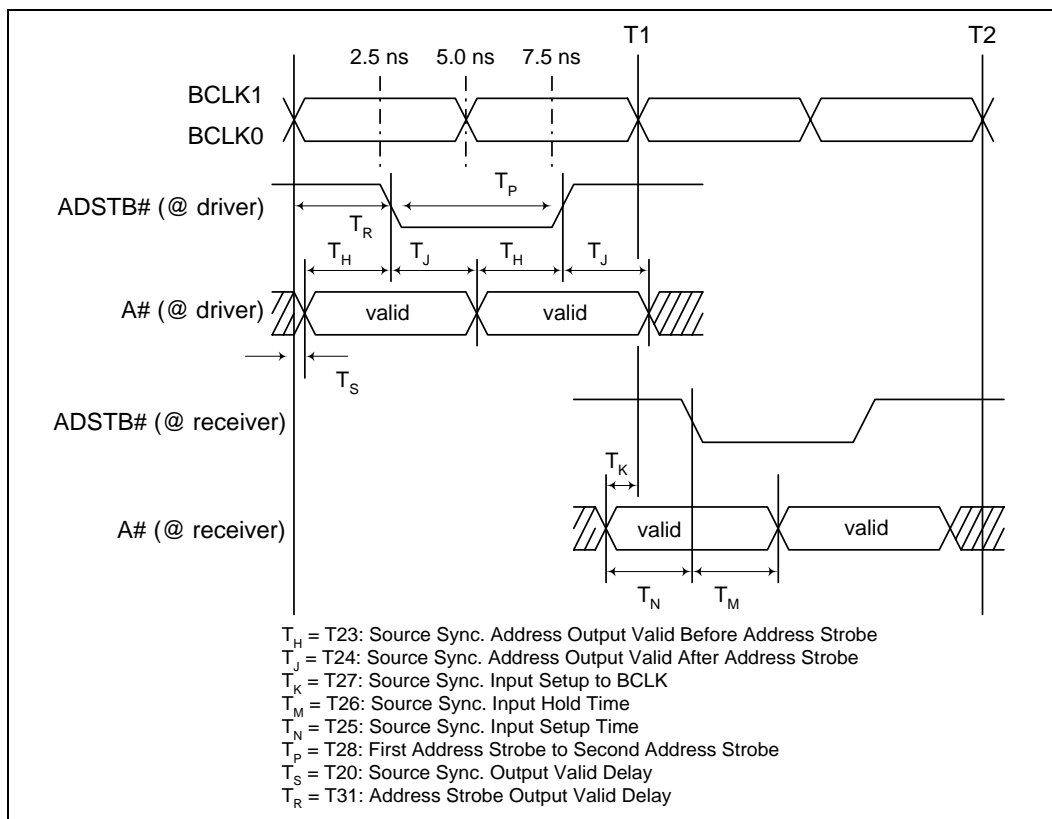 T1
T2
2.5 ns
5.0 ns
7.5 ns
BCLK1
BCLK0
T_P
ADSTB# (@ driver)
T_R
T_H
T_J
T_H
T_J
A# (@ driver)
valid
valid
T_S
ADSTB# (@ receiver)
T_K
A# (@ receiver)
valid
valid
T_N
T_M
T_H = T23: Source Sync. Address Output Valid Before Address Strobe
T_J = T24: Source Sync. Address Output Valid After Address Strobe
T_K = T27: Source Sync. Input Setup to BCLK
T_M = T26: Source Sync. Input Hold Time
T_N = T25: Source Sync. Input Setup Time
T_P = T28: First Address Strobe to Second Address Strobe
T_S = T20: Source Sync. Output Valid Delay
T_R = T31: Address Strobe Output Valid Delay